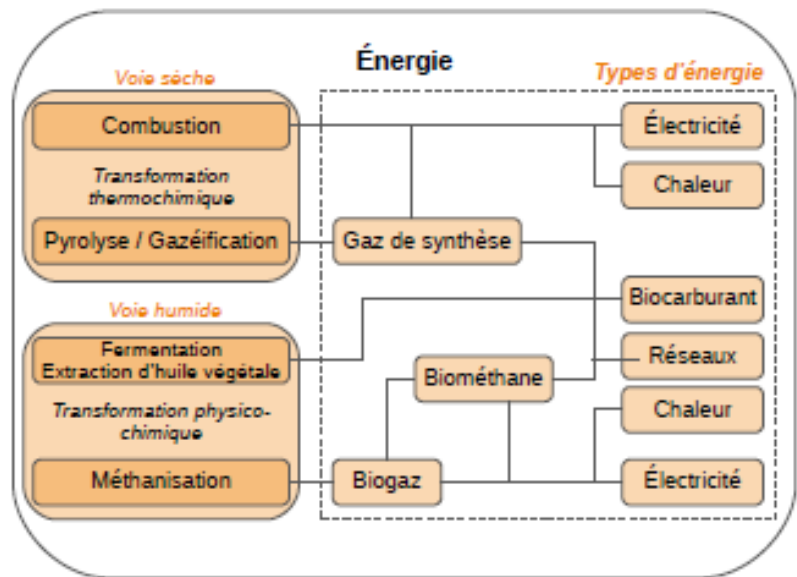 Énergie
Voie sèche
Types d'énergie
Combustion
Électricité
Transformation
thermochimique
Chaleur
Pyrolyse / Gazéification
Gaz de synthèse
Voie humide
Biocarburant
Fermentation
Extraction d'huile végétale
Réseaux
Biométhane
Transformation physico-
chimique
Chaleur
Méthanisation
Biogaz
Électricité